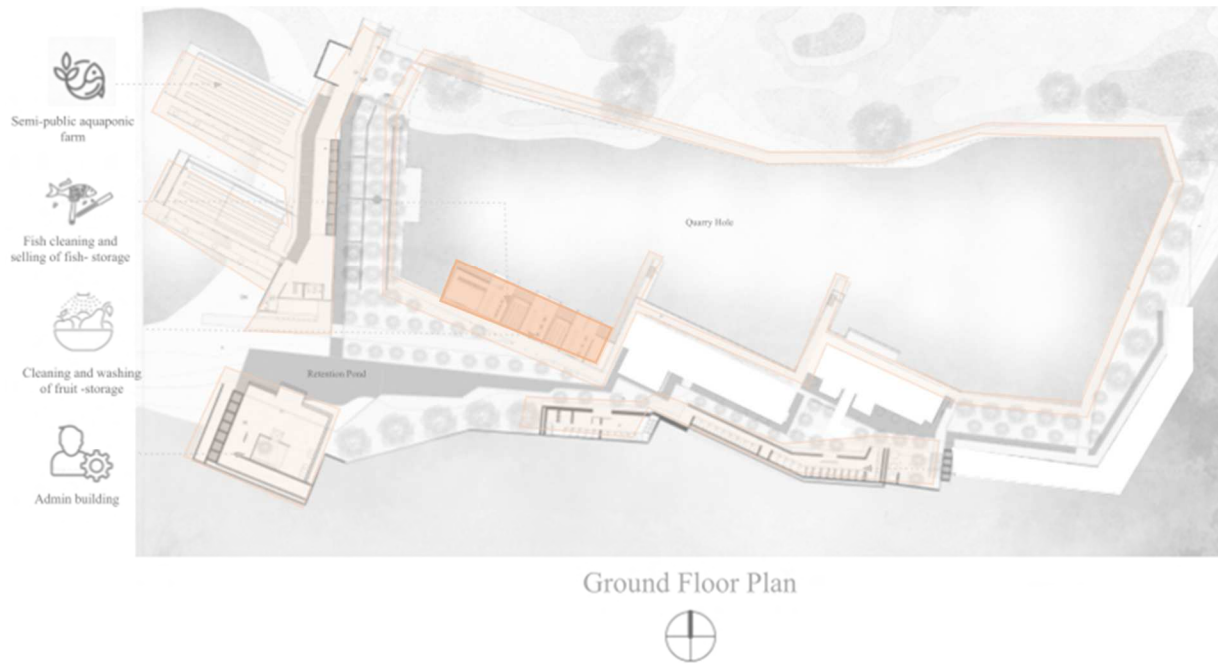 Semi-public aquaponic
farm
Fish cleaning and
selling of fish- storage
Cleaning and washing
of fruit -storage
Admin building
Quarry Hole
Retention Pond
Ground Floor Plan